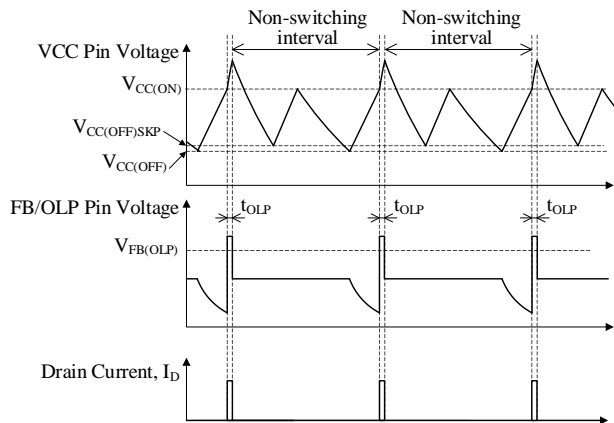 Non-switching interval
Non-switching interval
VCC Pin Voltage
VCC(ON)
VCC(OFF)SKP
VCC(OFF)
FB/OLP Pin Voltage
tOLP
tOLP
tOLP
VFB(OLP)
Drain Current, ID